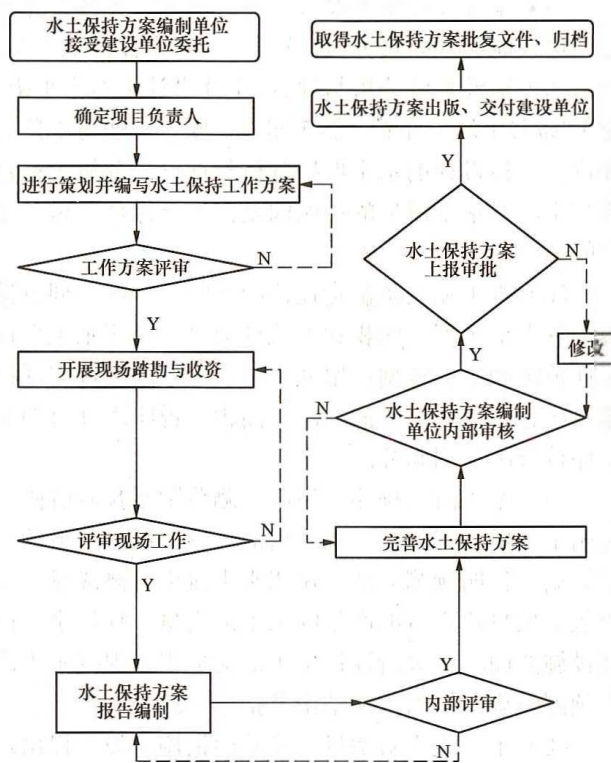 水土保持方案编制单位
接受建设单位委托
确定项目负责人
进行策划并编写水土保持工作方案
工作方案评审
N
Y
开展现场踏勘与收资
评审现场工作
N
Y
水土保持方案
报告编制
取得水土保持方案批复文件、归档
水土保持方案出版、交付建设单位
Y
水土保持方案
上报审批
N
修改
Y
水土保持方案编制
单位内部审核
N
完善水土保持方案
Y
内部评审
N